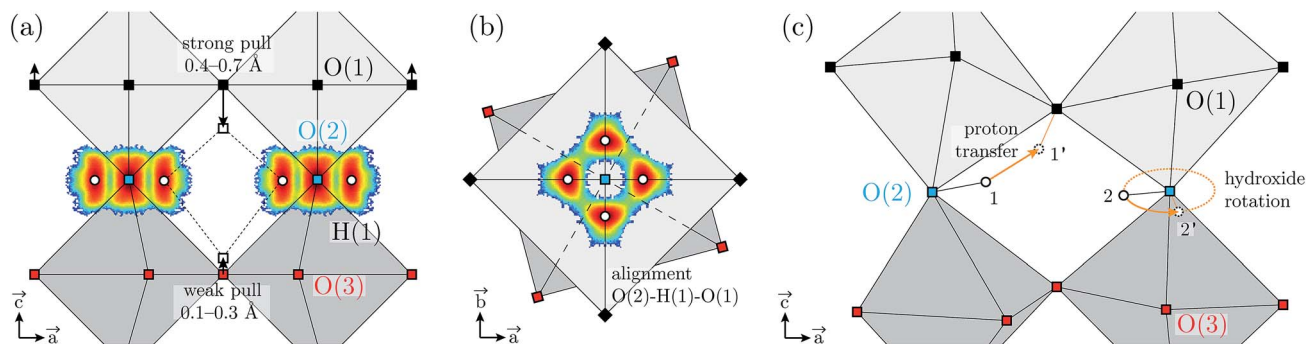 (a)
strong pull
0.4–0.7 Å
O(1)
O(2)
H(1)
O(3)
weak pull
0.1–0.3 Å
c
a
(b)
alignment
O(2)-H(1)-O(1)
b
a
(c)
O(1)
proton
transfer
1'
O(2)
1
2
hydroxide
rotation
2'
O(3)
c
a